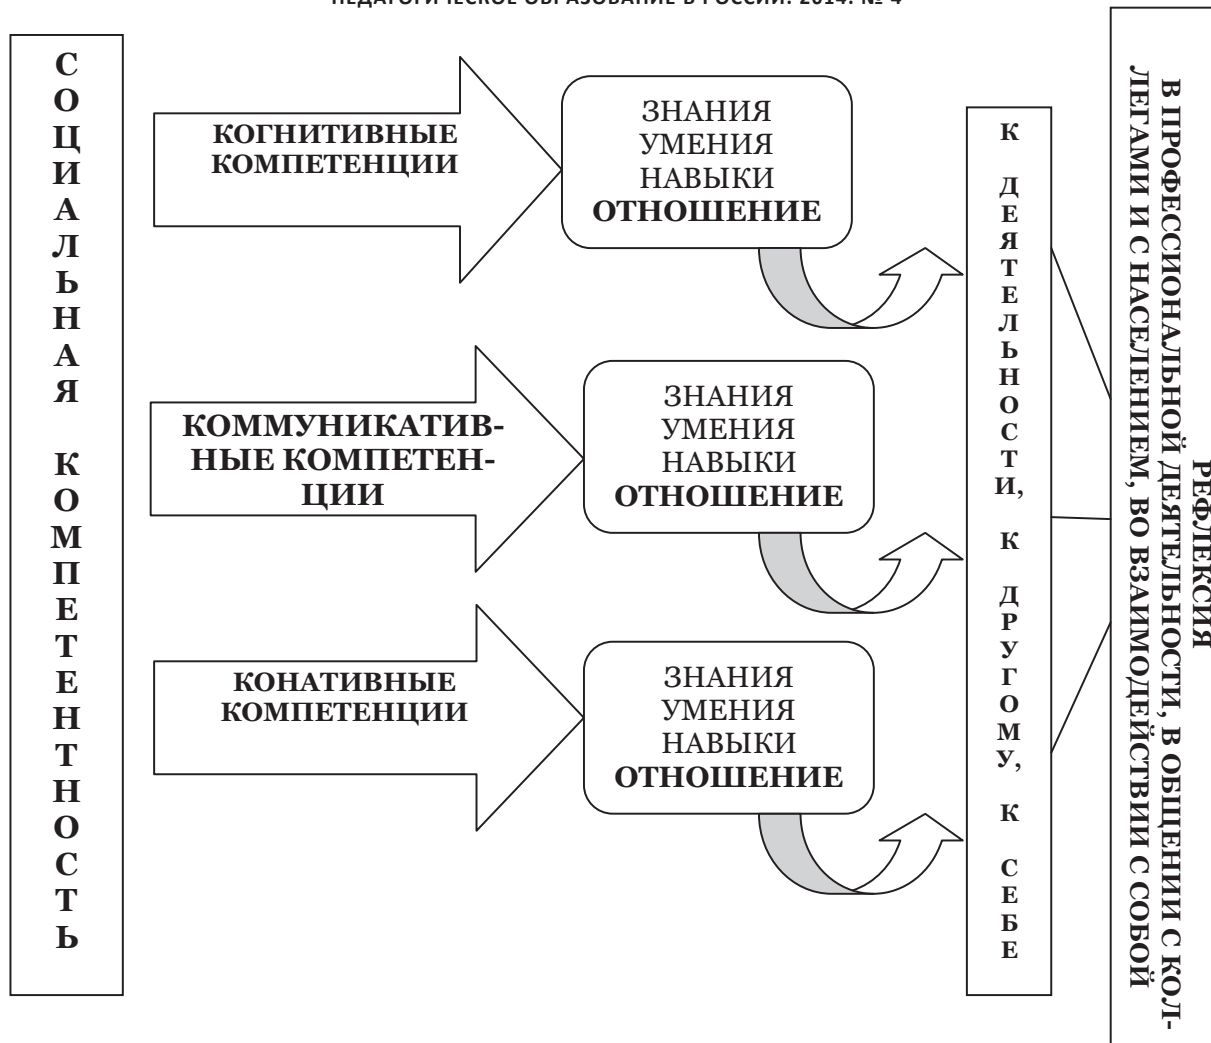 ПЕДАГОГИЧЕСКОЕ ОБРАЗОВАНИЕ В РОССИИ. 2014. № 4
СОЦИАЛЬНАЯ КОМПЕТЕНТНОСТЬ
КОГНИТИВНЫЕ
КОМПЕТЕНЦИИ
ЗНАНИЯ
УМЕНИЯ
НАВЫКИ
ОТНОШЕНИЕ
КОММУНИКАТИВ-
НЫЕ КОМПЕТЕН-
ЦИИ
ЗНАНИЯ
УМЕНИЯ
НАВЫКИ
ОТНОШЕНИЕ
КОНАТИВНЫЕ
КОМПЕТЕНЦИИ
ЗНАНИЯ
УМЕНИЯ
НАВЫКИ
ОТНОШЕНИЕ
К ДЕЯТЕЛЬНОСТИ, К ДРУГОМУ, К СЕБЕ
РЕФЛЕКСИЯ
В ПРОФЕССИОНАЛЬНОЙ ДЕЯТЕЛЬНОСТИ, В ОБЩЕНИИ С КОЛ-
ЛЕГАМИ И С НАСЕЛЕНИЕМ, ВО ВЗАИМОДЕЙСТВИИ С СОБОЙ